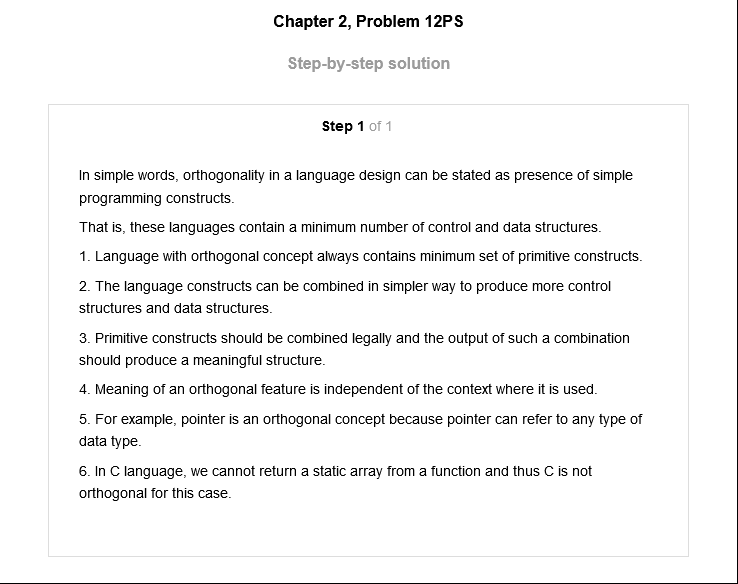 Chapter 2, Problem 12PS
Step-by-step solution
Step 1 of 1
In simple words, orthogonality in a language design can be stated as presence of simple
programming constructs.
That is, these languages contain a minimum number of control and data structures.
1. Language with orthogonal concept always contains minimum set of primitive constructs.
2. The language constructs can be combined in simpler way to produce more control
structures and data structures.
3. Primitive constructs should be combined legally and the output of such a combination
should produce a meaningful structure.
4. Meaning of an orthogonal feature is independent of the context where it is used.
5. For example, pointer is an orthogonal concept because pointer can refer to any type of
data type.
6. In C language, we cannot return a static array from a function and thus C is not
orthogonal for this case.